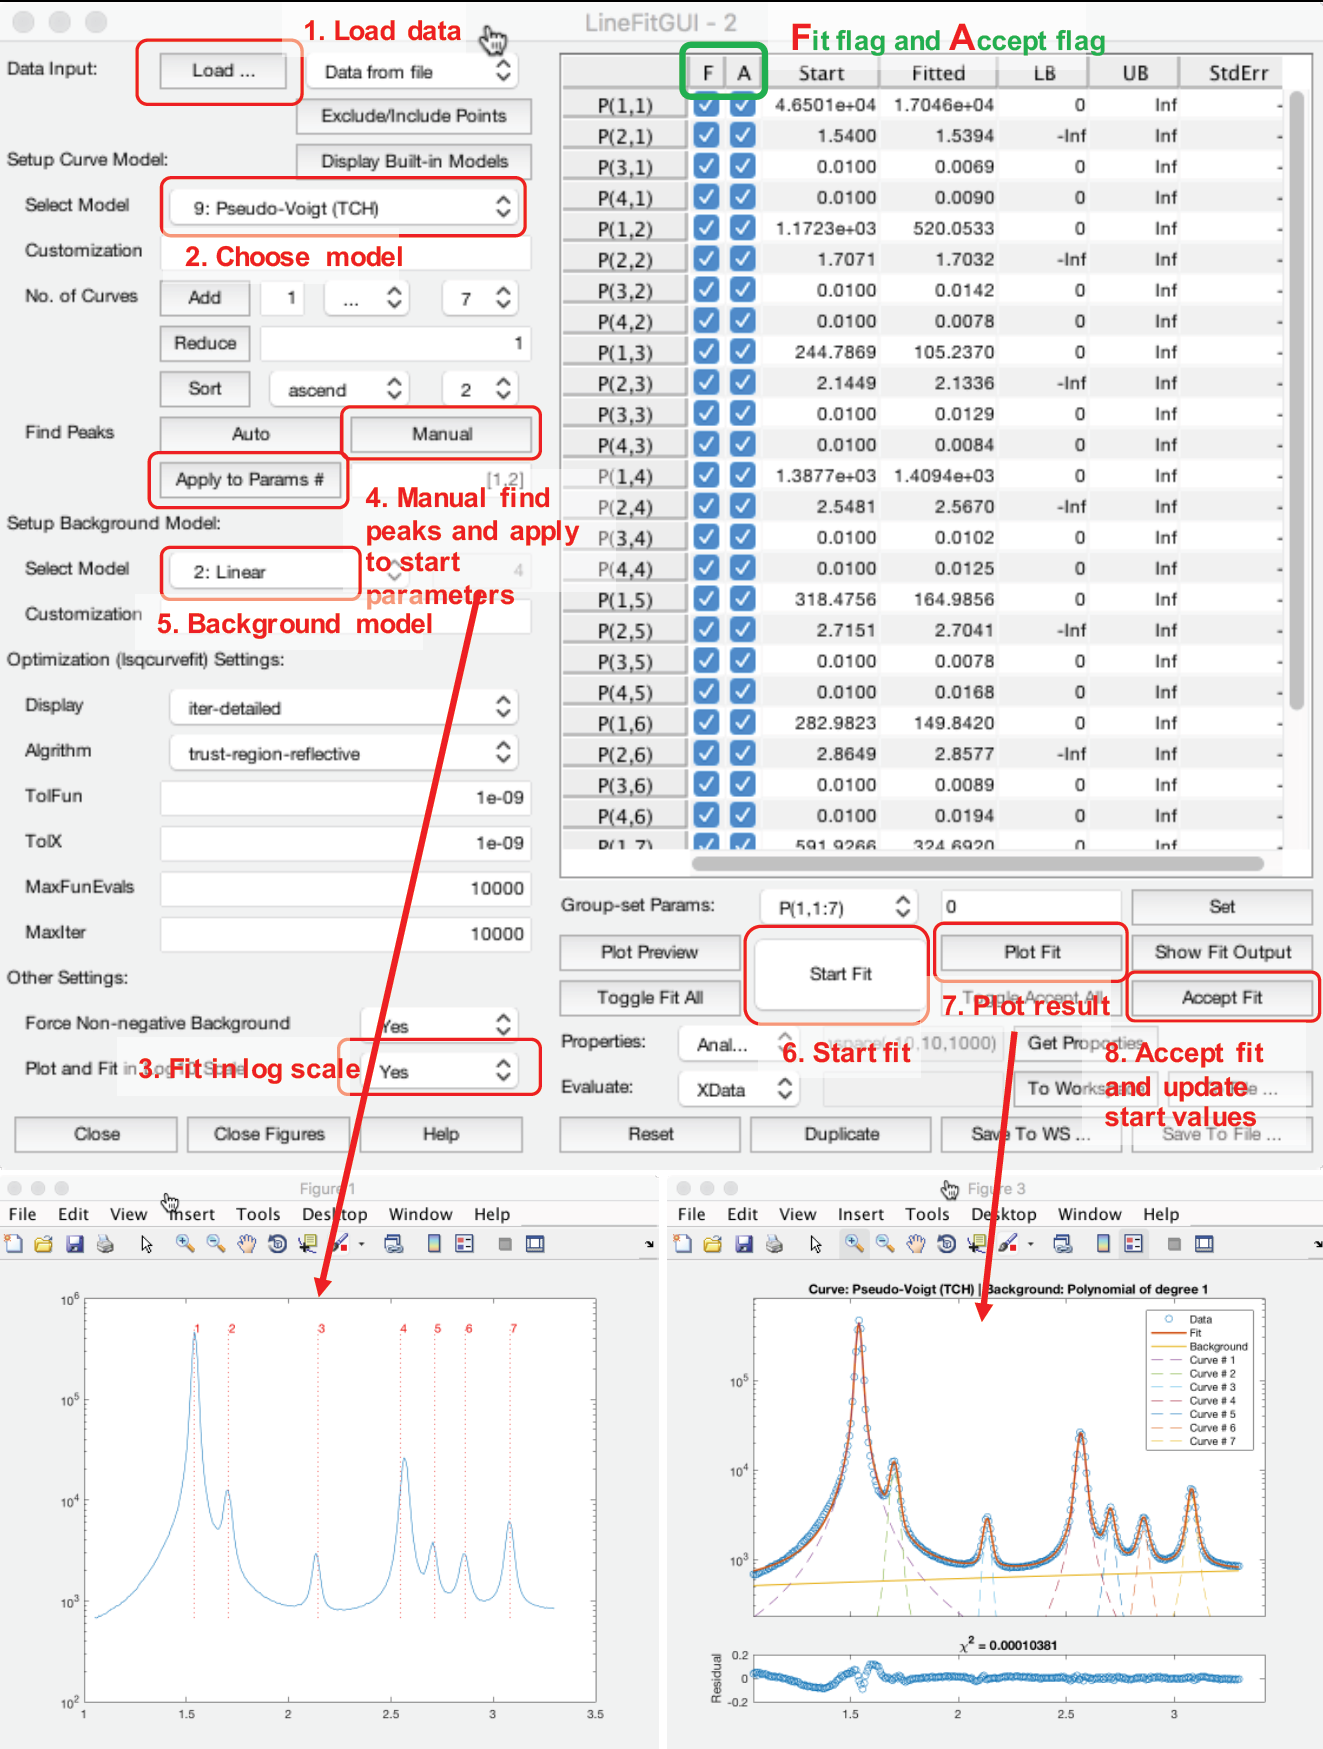 LineFitGUI - 2
1. Load data
Fit flag and Accept flag
Data Input:
Load ...
Data from file
Exclude/Include Points
Setup Curve Model:
Display Built-in Models
Select Model
9: Pseudo-Voigt (TCH)
Customization
2. Choose model
No. of Curves
Add
1
...
7
Reduce
1
Sort
ascend
2
Find Peaks
Auto
Manual
Apply to Params #
[1,2]
4. Manual find
peaks and apply
to start
parameters
Setup Background Model:
Select Model
2: Linear
4
Customization
5. Background model
Optimization (lsqcurvefit) Settings:
Display
iter-detailed
Algrithm
trust-region-reflective
TolFun
1e-09
TolX
1e-09
MaxFunEvals
10000
MaxIter
10000
Other Settings:
Force Non-negative Background
Yes
Plot and Fit in Log10 Scale
3. Fit in log scale
Yes
Close
Close Figures
Help
F A Start Fitted LB UB StdErr
P(1,1) 4.6501e+04 1.7046e+04 0 Inf -
P(2,1) 1.5400 1.5394 -Inf Inf -
P(3,1) 0.0100 0.0069 0 Inf -
P(4,1) 0.0100 0.0090 0 Inf -
P(1,2) 1.1723e+03 520.0533 0 Inf -
P(2,2) 1.7071 1.7032 -Inf Inf -
P(3,2) 0.0100 0.0142 0 Inf -
P(4,2) 0.0100 0.0078 0 Inf -
P(1,3) 244.7869 105.2370 0 Inf -
P(2,3) 2.1449 2.1336 -Inf Inf -
P(3,3) 0.0100 0.0129 0 Inf -
P(4,3) 0.0100 0.0084 0 Inf -
P(1,4) 1.3877e+03 1.4094e+03 0 Inf -
P(2,4) 2.5481 2.5670 -Inf Inf -
P(3,4) 0.0100 0.0102 0 Inf -
P(4,4) 0.0100 0.0125 0 Inf -
P(1,5) 318.4756 164.9856 0 Inf -
P(2,5) 2.7151 2.7041 -Inf Inf -
P(3,5) 0.0100 0.0078 0 Inf -
P(4,5) 0.0100 0.0168 0 Inf -
P(1,6) 282.9823 149.8420 0 Inf -
P(2,6) 2.8649 2.8577 -Inf Inf -
P(3,6) 0.0100 0.0089 0 Inf -
P(4,6) 0.0100 0.0194 0 Inf -
P(1,7) 591.9266 324.6920 0 Inf -
Group-set Params:
P(1,1:7)
0
Set
Plot Preview
Start Fit
Plot Fit
Show Fit Output
Toggle Fit All
Toggle Accept All
Accept Fit
7. Plot result
Properties:
Anal...
10,10,1000)
Get Properties
6. Start fit
8. Accept fit
and update
start values
Evaluate:
XData
To Workspace
File ...
Reset
Duplicate
Save To WS ...
Save To File ...
Figure 1
File Edit View Insert Tools Desktop Window Help
10^6
10^5
10^4
10^3
10^2
1 2 3 4 5 6 7
1 1.5 2 2.5 3 3.5
Figure 3
File Edit View Insert Tools Desktop Window Help
Curve: Pseudo-Voigt (TCH) | Background: Polynomial of degree 1
Data
Fit
Background
Curve # 1
Curve # 2
Curve # 3
Curve # 4
Curve # 5
Curve # 6
Curve # 7
10^5
10^4
10^3
χ^2 = 0.00010381
Residual
0.2
0
-0.2
1.5 2 2.5 3